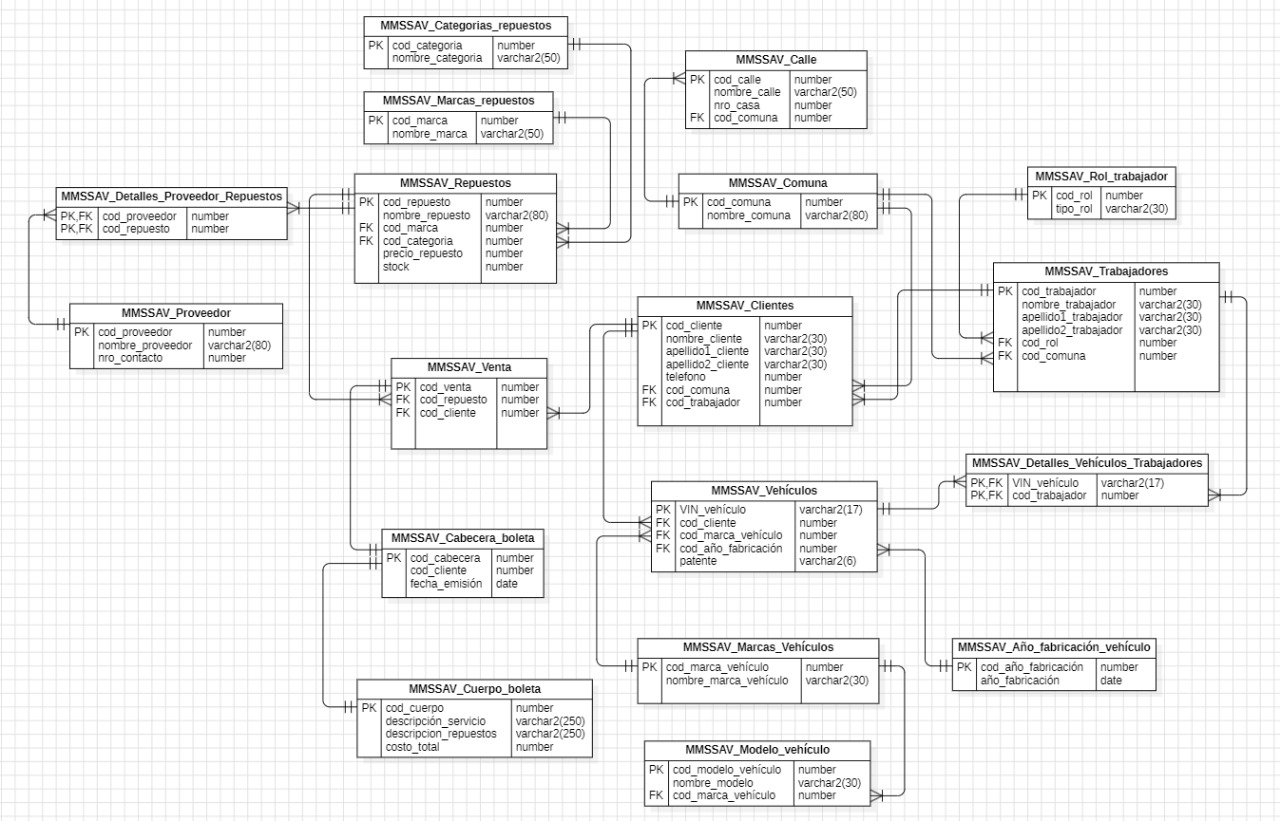 MMSSAV_Categorias_repuestos
PK cod_categoria number
nombre_categoria varchar2(50)
MMSSAV_Marcas_repuestos
PK cod_marca number
nombre_marca varchar2(50)
MMSSAV_Calle
PK cod_calle number
nombre_calle varchar2(50)
nro_casa number
FK cod_comuna number
MMSSAV_Detalles_Proveedor_Repuestos
PK,FK cod_proveedor number
PK,FK cod_repuesto number
MMSSAV_Repuestos
PK cod_repuesto number
nombre_repuesto varchar2(80)
FK cod_marca number
FK cod_categoria number
precio_repuesto number
stock number
MMSSAV_Comuna
PK cod_comuna number
nombre_comuna varchar2(80)
MMSSAV_Rol_trabajador
PK cod_rol number
tipo_rol varchar2(30)
MMSSAV_Proveedor
PK cod_proveedor number
nombre_proveedor varchar2(80)
nro_contacto number
MMSSAV_Clientes
PK cod_cliente number
nombre_cliente varchar2(30)
apellido1_cliente varchar2(30)
apellido2_cliente varchar2(30)
telefono number
FK cod_comuna number
FK cod_trabajador number
MMSSAV_Trabajadores
PK cod_trabajador number
nombre_trabajador varchar2(30)
apellido1_trabajador varchar2(30)
apellido2_trabajador varchar2(30)
FK cod_rol number
FK cod_comuna number
MMSSAV_Venta
PK cod_venta number
FK cod_repuesto number
FK cod_cliente number
MMSSAV_Detalles_Vehículos_Trabajadores
PK,FK VIN_vehículo varchar2(17)
PK,FK cod_trabajador number
MMSSAV_Vehículos
PK VIN_vehículo varchar2(17)
FK cod_cliente number
FK cod_marca_vehículo number
FK cod_año_fabricación number
patente varchar2(6)
MMSSAV_Cabecera_boleta
PK cod_cabecera number
cod_cliente number
fecha_emisión date
MMSSAV_Marcas_Vehículos
PK cod_marca_vehículo number
nombre_marca_vehículo varchar2(30)
MMSSAV_Año_fabricación_vehículo
PK cod_año_fabricación number
año_fabricación date
MMSSAV_Cuerpo_boleta
PK cod_cuerpo number
descripción_servicio varchar2(250)
descripcion_repuestos varchar2(250)
costo_total number
MMSSAV_Modelo_vehículo
PK cod_modelo_vehículo number
nombre_modelo varchar2(30)
FK cod_marca_vehículo number